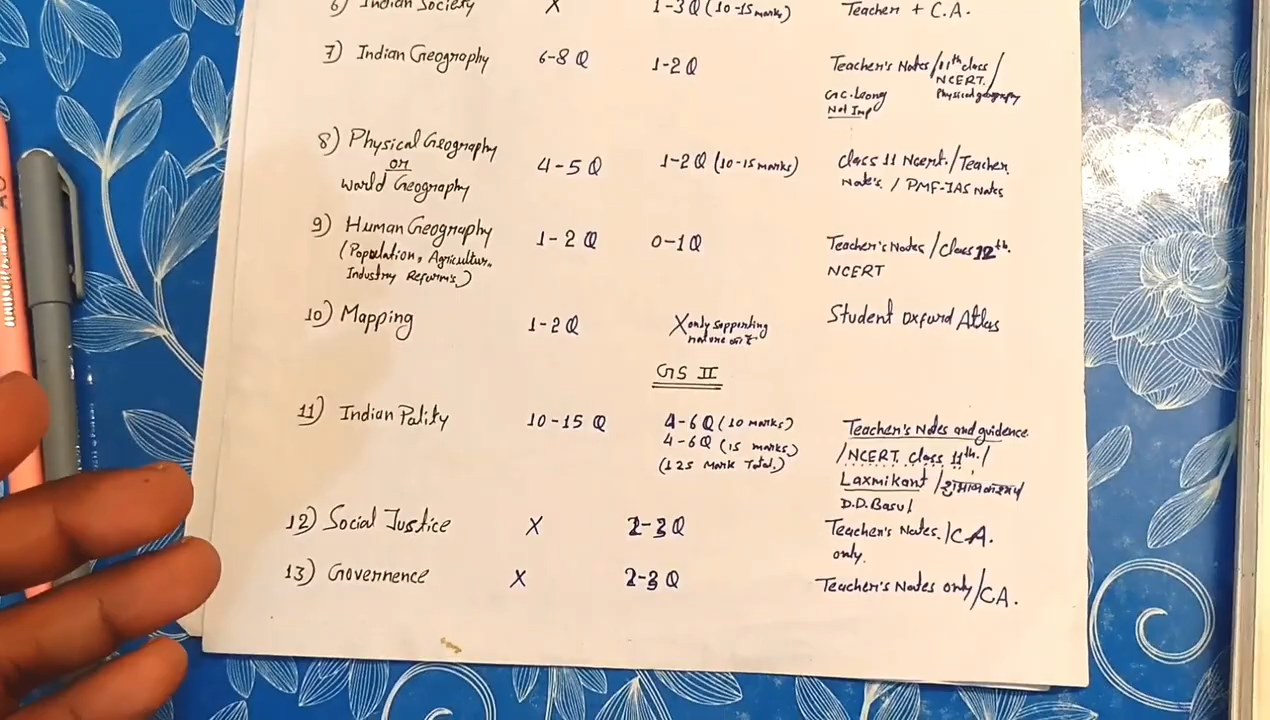 6) Indian Society X 1-3 Q (10-15 marks) Teacher + C.A.
7) Indian Geography 6-8 Q 1-2 Q Teacher's Notes / 11th class
NCERT. /
G.C. Leong Physical geography
Not Imp
8) Physical Geography
or
World Geography 4-5 Q 1-2 Q (10-15 marks) class 11 Ncert. / Teacher
Note's. / PMF-IAS Notes
9) Human Geography 1-2 Q 0-1 Q Teacher's Notes / Class 12th.
(Population, Agricultur, NCERT
Industry Reforms.)
10) Mapping 1-2 Q X only supporting Student Oxford Atlas
GS II
11) Indian Pality 10-15 Q 4-6 Q (10 marks) Teacher's Notes and guidence
4-6 Q (15 marks) / NCERT class 11th. /
(125 Mark Total.) Laxmikant /
D.D. Basu /
12) Social Justice X 2-3 Q Teacher's Notes. / CA.
only.
13) Governence X 2-3 Q Teacher's Notes only / CA.